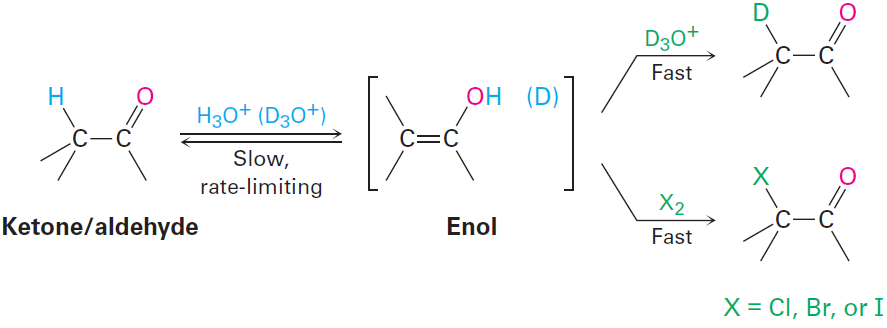 H O
C–C
Ketone/aldehyde
H3O+ (D3O+)
Slow,
rate-limiting
OH (D)
C=C
Enol
D3O+
Fast
D O
C–C
X2
Fast
X O
C–C
X = Cl, Br, or I